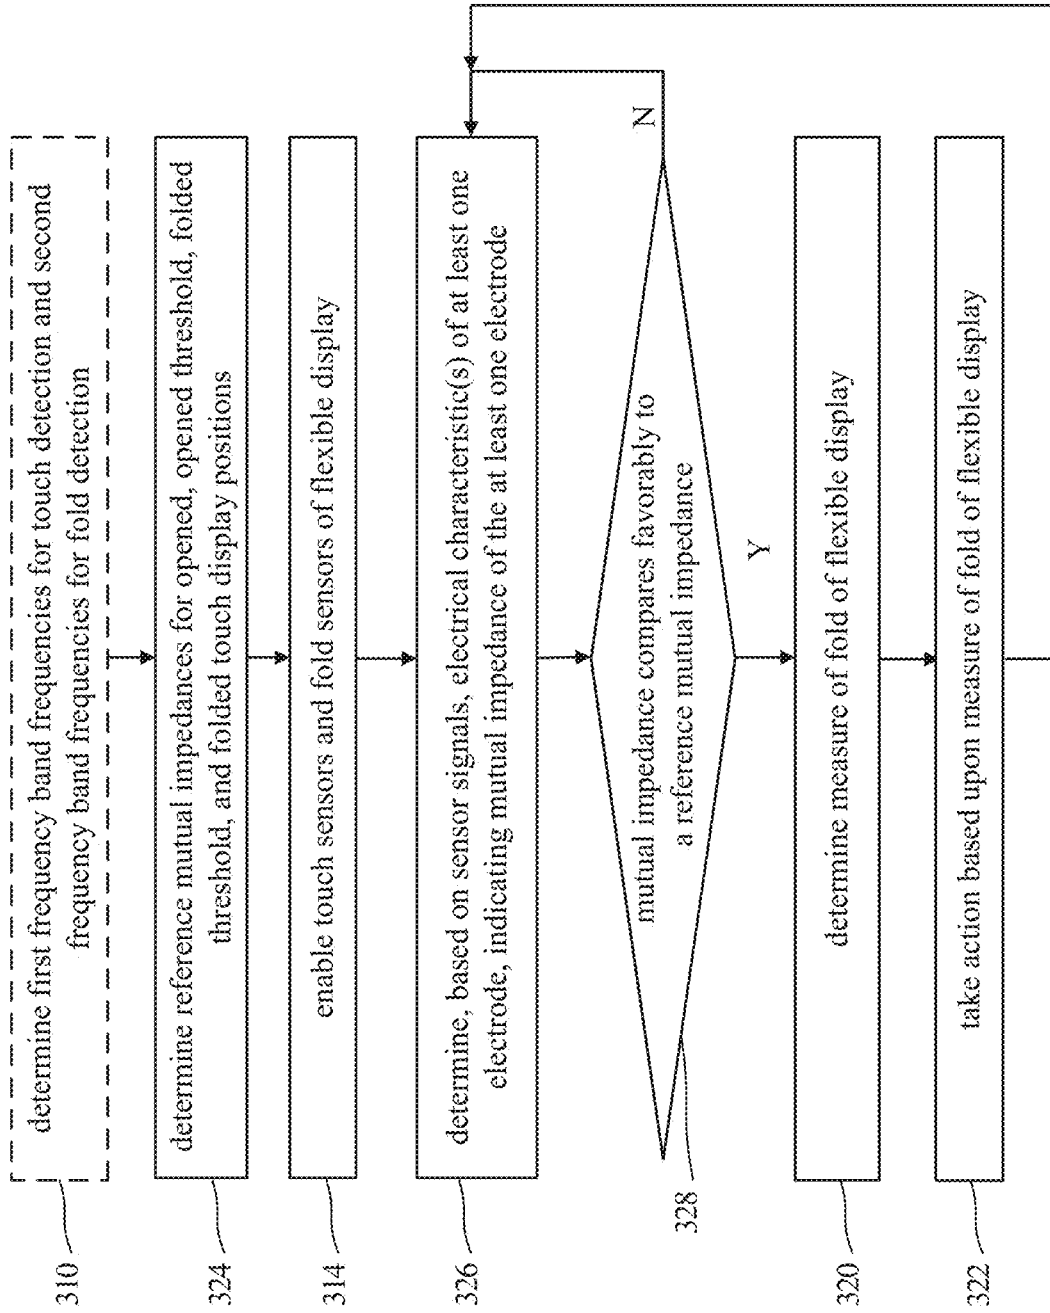 310
determine first frequency band frequencies for touch detection and second
frequency band frequencies for fold detection
324
determine reference mutual impedances for opened, opened threshold, folded
threshold, and folded touch display positions
314
enable touch sensors and fold sensors of flexible display
326
determine, based on sensor signals, electrical characteristic(s) of at least one
electrode, indicating mutual impedance of the at least one electrode
328
mutual impedance compares favorably to
a reference mutual impedance
N
Y
320
determine measure of fold of flexible display
322
take action based upon measure of fold of flexible display